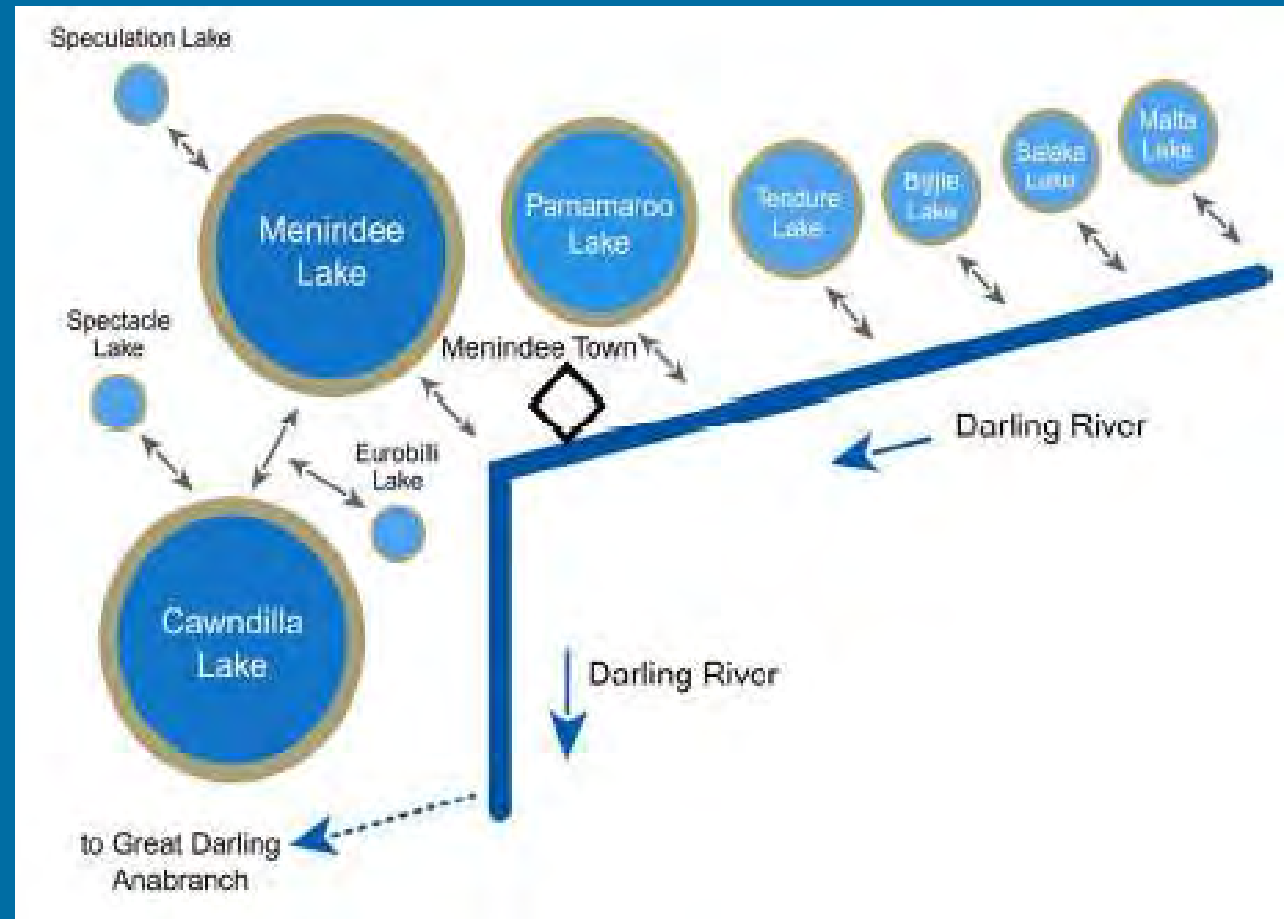 Speculation Lake
Menindee
Lake
Pamamaroo
Lake
Tendure
Lake
Bijjie
Lake
Balaka
Lake
Malta
Lake
Spectacle
Lake
Menindee Town
Eurobilli
Lake
Darling River
Cawndilla
Lake
Darling River
to Great Darling
Anabranch